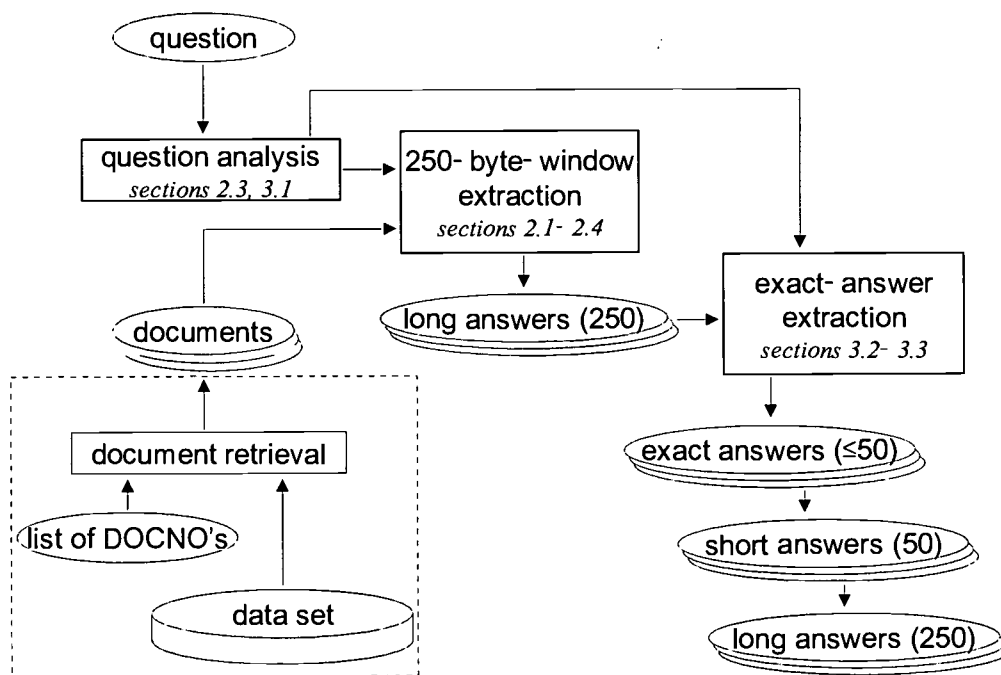 question
question analysis
sections 2.3, 3.1
250- byte- window
extraction
sections 2.1- 2.4
exact- answer
extraction
sections 3.2- 3.3
long answers (250)
documents
document retrieval
list of DOCNO's
data set
exact answers (≤50)
short answers (50)
long answers (250)